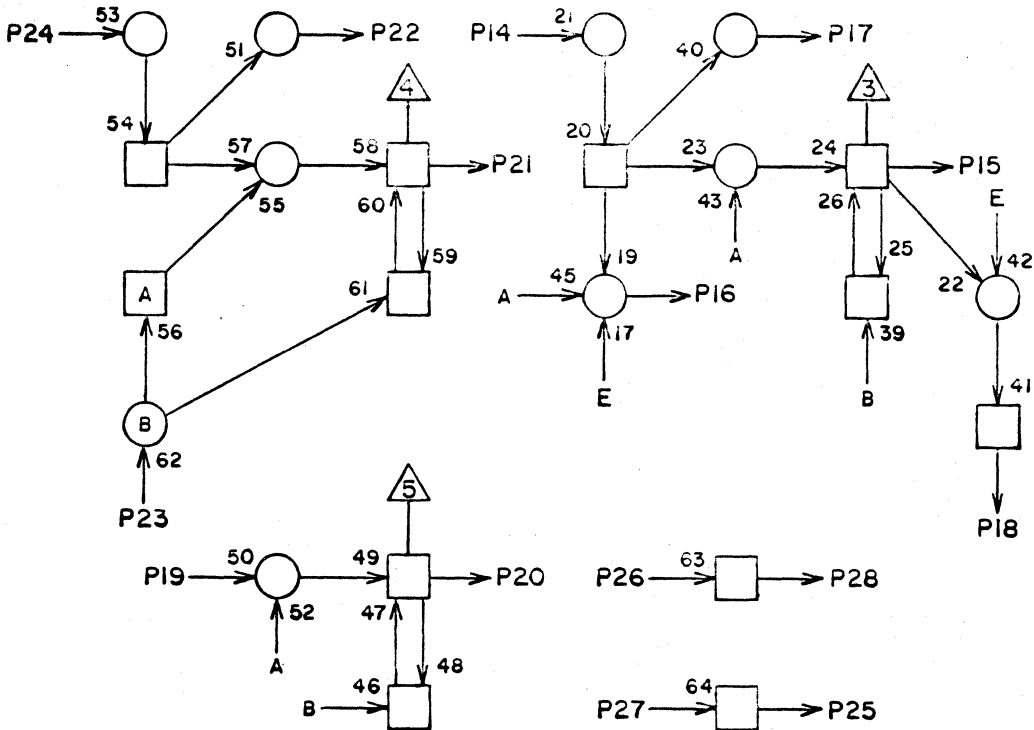 P24 53 P22 P14 21 P17
51 40
4 3
54 57 58 P21 20 23 24 P15
55 60 43 26 E
59 A 25 42
A 61 A 45 19 P16 22
56 17 39
E B 41
B
62
P23 5 P18
P19 50 49 P20 P26 63 P28
52 47
A 48
B 46 P27 64 P25